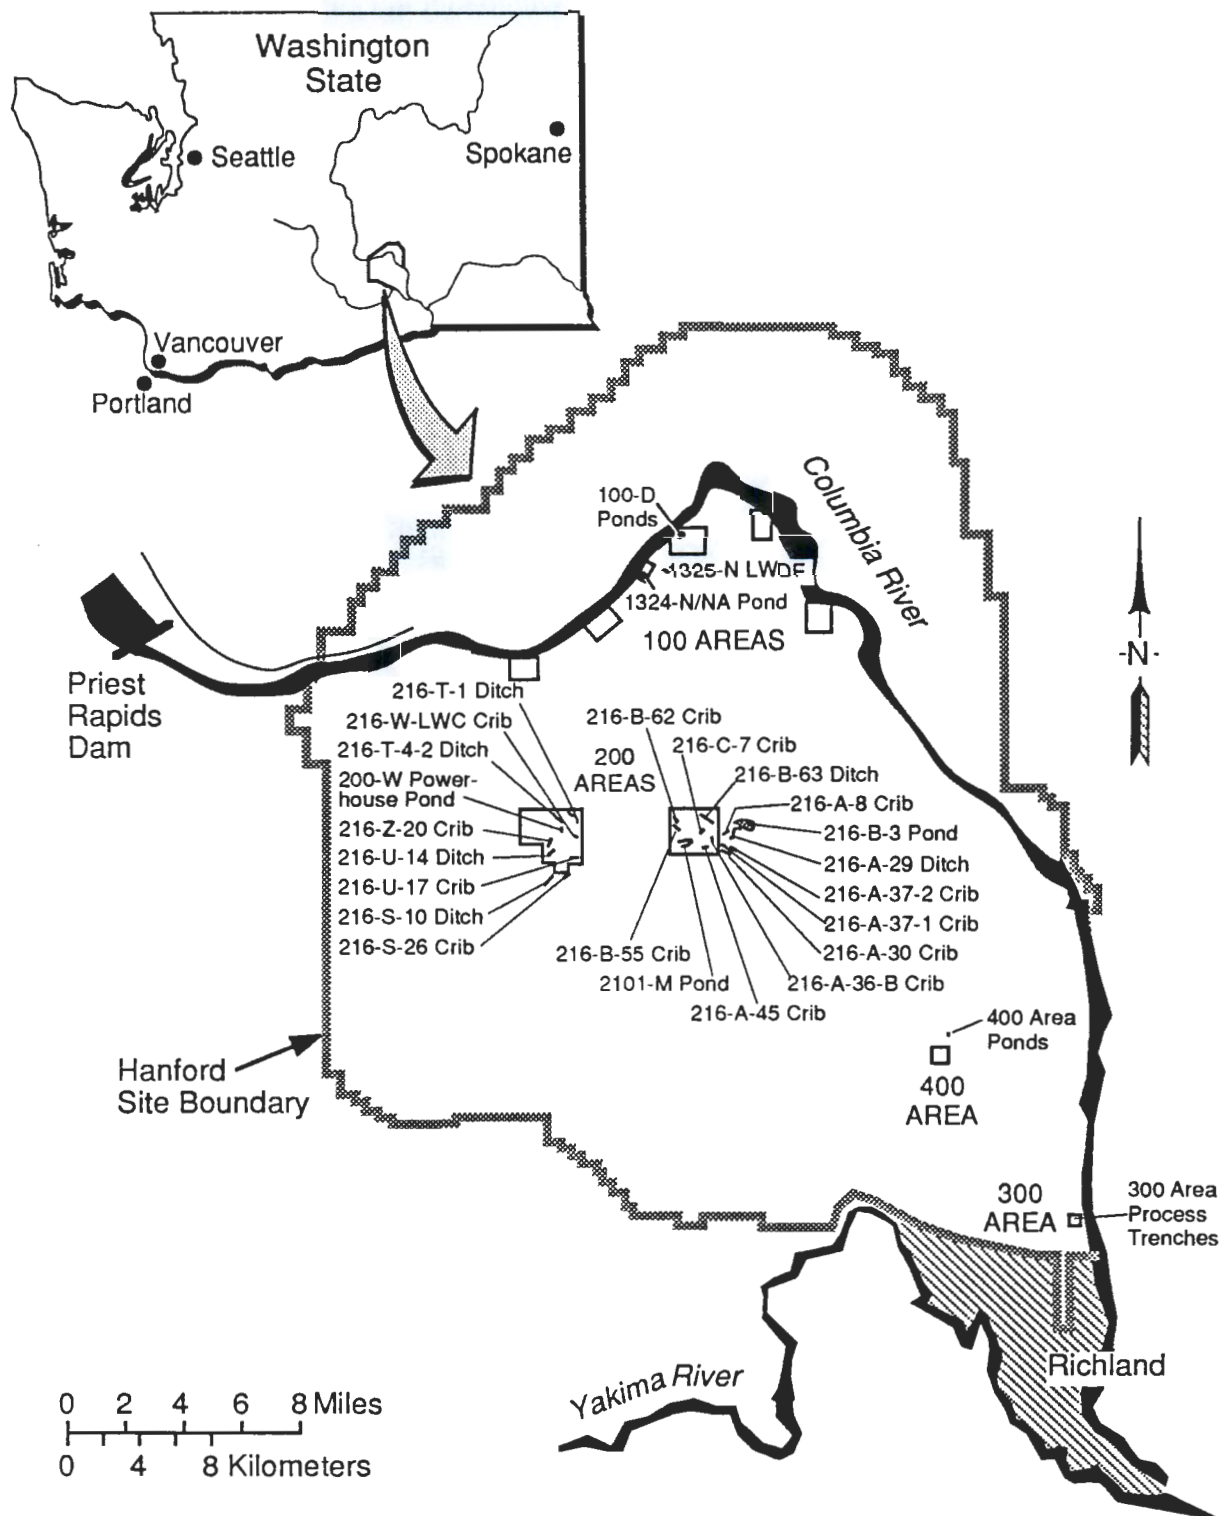 Washington
State
Seattle
Spokane
Vancouver
Portland
Columbia River
100-D
Ponds
1325-N LWDF
1324-N/NA Pond
100 AREAS
-N-
Priest
Rapids
Dam
216-T-1 Ditch
216-W-LWC Crib
216-T-4-2 Ditch
200-W Power-
house Pond
216-Z-20 Crib
216-U-14 Ditch
216-U-17 Crib
216-S-10 Ditch
216-S-26 Crib
200
AREAS
216-B-62 Crib
216-C-7 Crib
216-B-63 Ditch
216-A-8 Crib
216-B-3 Pond
216-A-29 Ditch
216-A-37-2 Crib
216-A-37-1 Crib
216-A-30 Crib
216-A-36-B Crib
216-B-55 Crib
2101-M Pond
216-A-45 Crib
400 Area
Ponds
400
AREA
Hanford
Site Boundary
300
AREA
300 Area
Process
Trenches
Richland
Yakima River
0 2 4 6 8 Miles
0 4 8 Kilometers